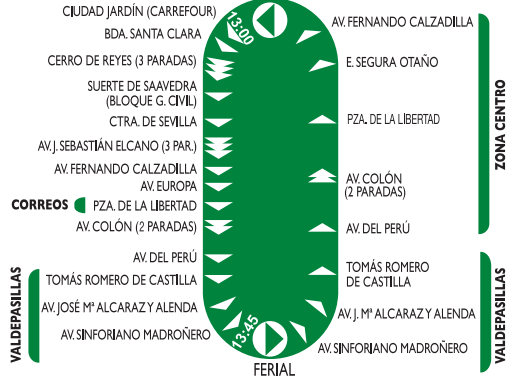 CIUDAD JARDÍN (CARREFOUR)
BDA. SANTA CLARA
CERRO DE REYES (3 PARADAS)
SUERTE DE SAAVEDRA
(BLOQUE G. CIVIL)
CTRA. DE SEVILLA
AV. J. SEBASTIÁN ELCANO (3 PAR.)
AV. FERNANDO CALZADILLA
AV. EUROPA
CORREOS PZA. DE LA LIBERTAD
AV. COLÓN (2 PARADAS)
AV. DEL PERÚ
TOMÁS ROMERO DE CASTILLA
AV. JOSÉ Mª ALCARAZ Y ALENDA
AV. SINFORIANO MADROÑERO
VALDEPASILLAS
13:00
13:45
FERIAL
AV. FERNANDO CALZADILLA
E. SEGURA OTAÑO
PZA. DE LA LIBERTAD
AV. COLÓN
(2 PARADAS)
AV. DEL PERÚ
TOMÁS ROMERO
DE CASTILLA
AV. J. Mª ALCARAZ Y ALENDA
AV. SINFORIANO MADROÑERO
ZONA CENTRO
VALDEPASILLAS